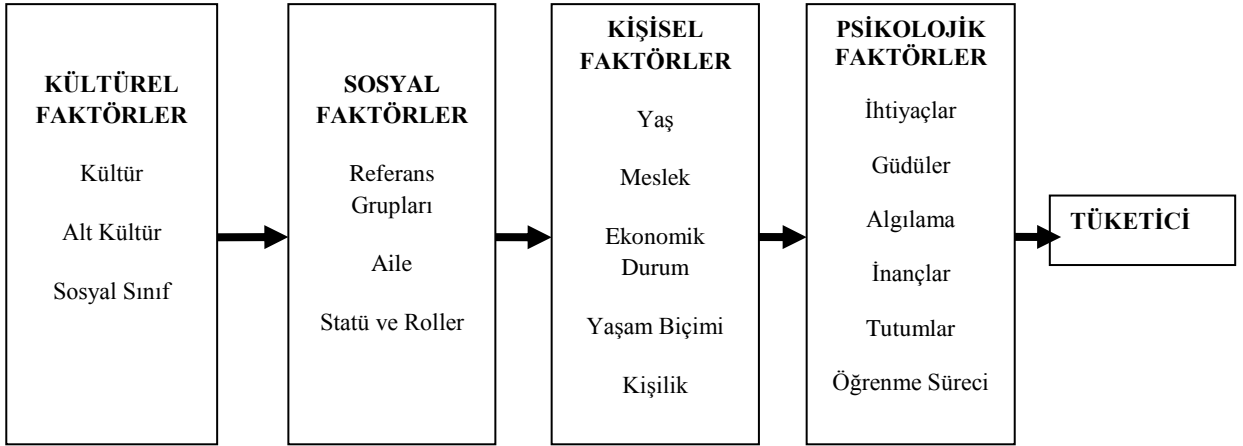 KÜLTÜREL
FAKTÖRLER
Kültür
Alt Kültür
Sosyal Sınıf
SOSYAL
FAKTÖRLER
Referans
Grupları
Aile
Statü ve Roller
KİŞİSEL
FAKTÖRLER
Yaş
Meslek
Ekonomik
Durum
Yaşam Biçimi
Kişilik
PSİKOLOJİK
FAKTÖRLER
İhtiyaçlar
Güdüler
Algılama
İnançlar
Tutumlar
Öğrenme Süreci
TÜKETİCİ